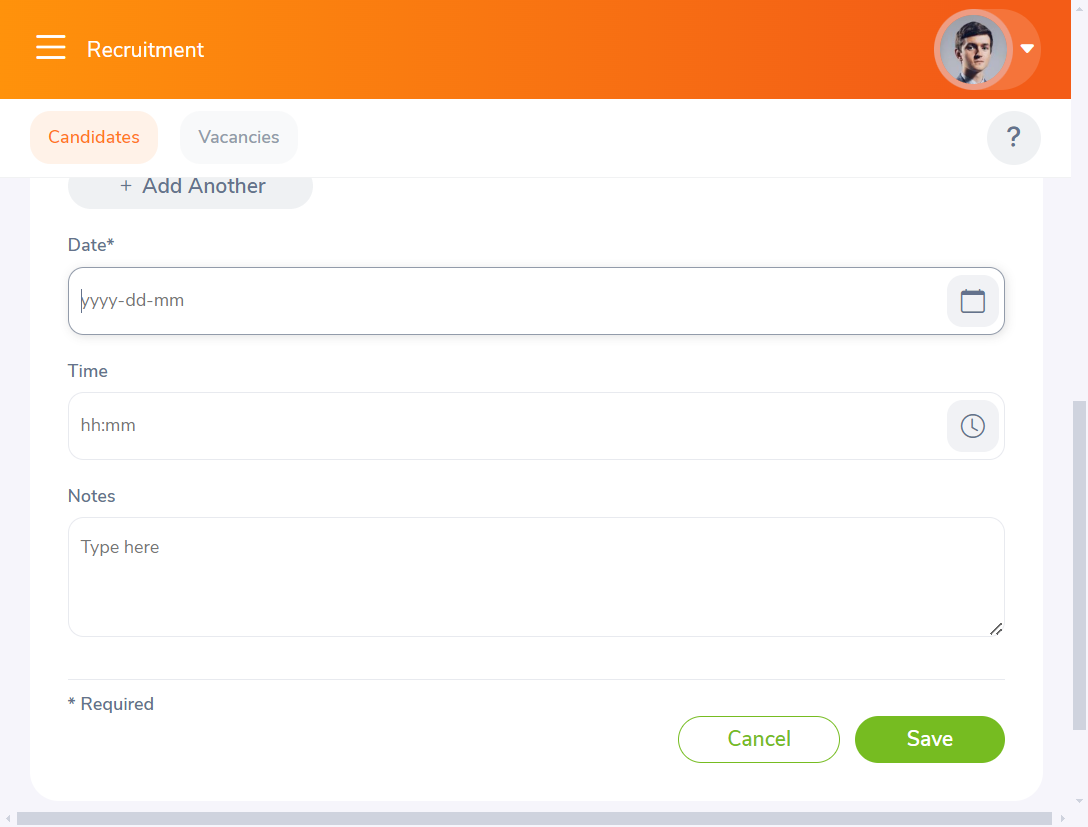 Recruitment
Candidates
Vacancies
?
+ Add Another
Date*
yyyy-dd-mm
Time
hh:mm
Notes
Type here
* Required
Cancel
Save